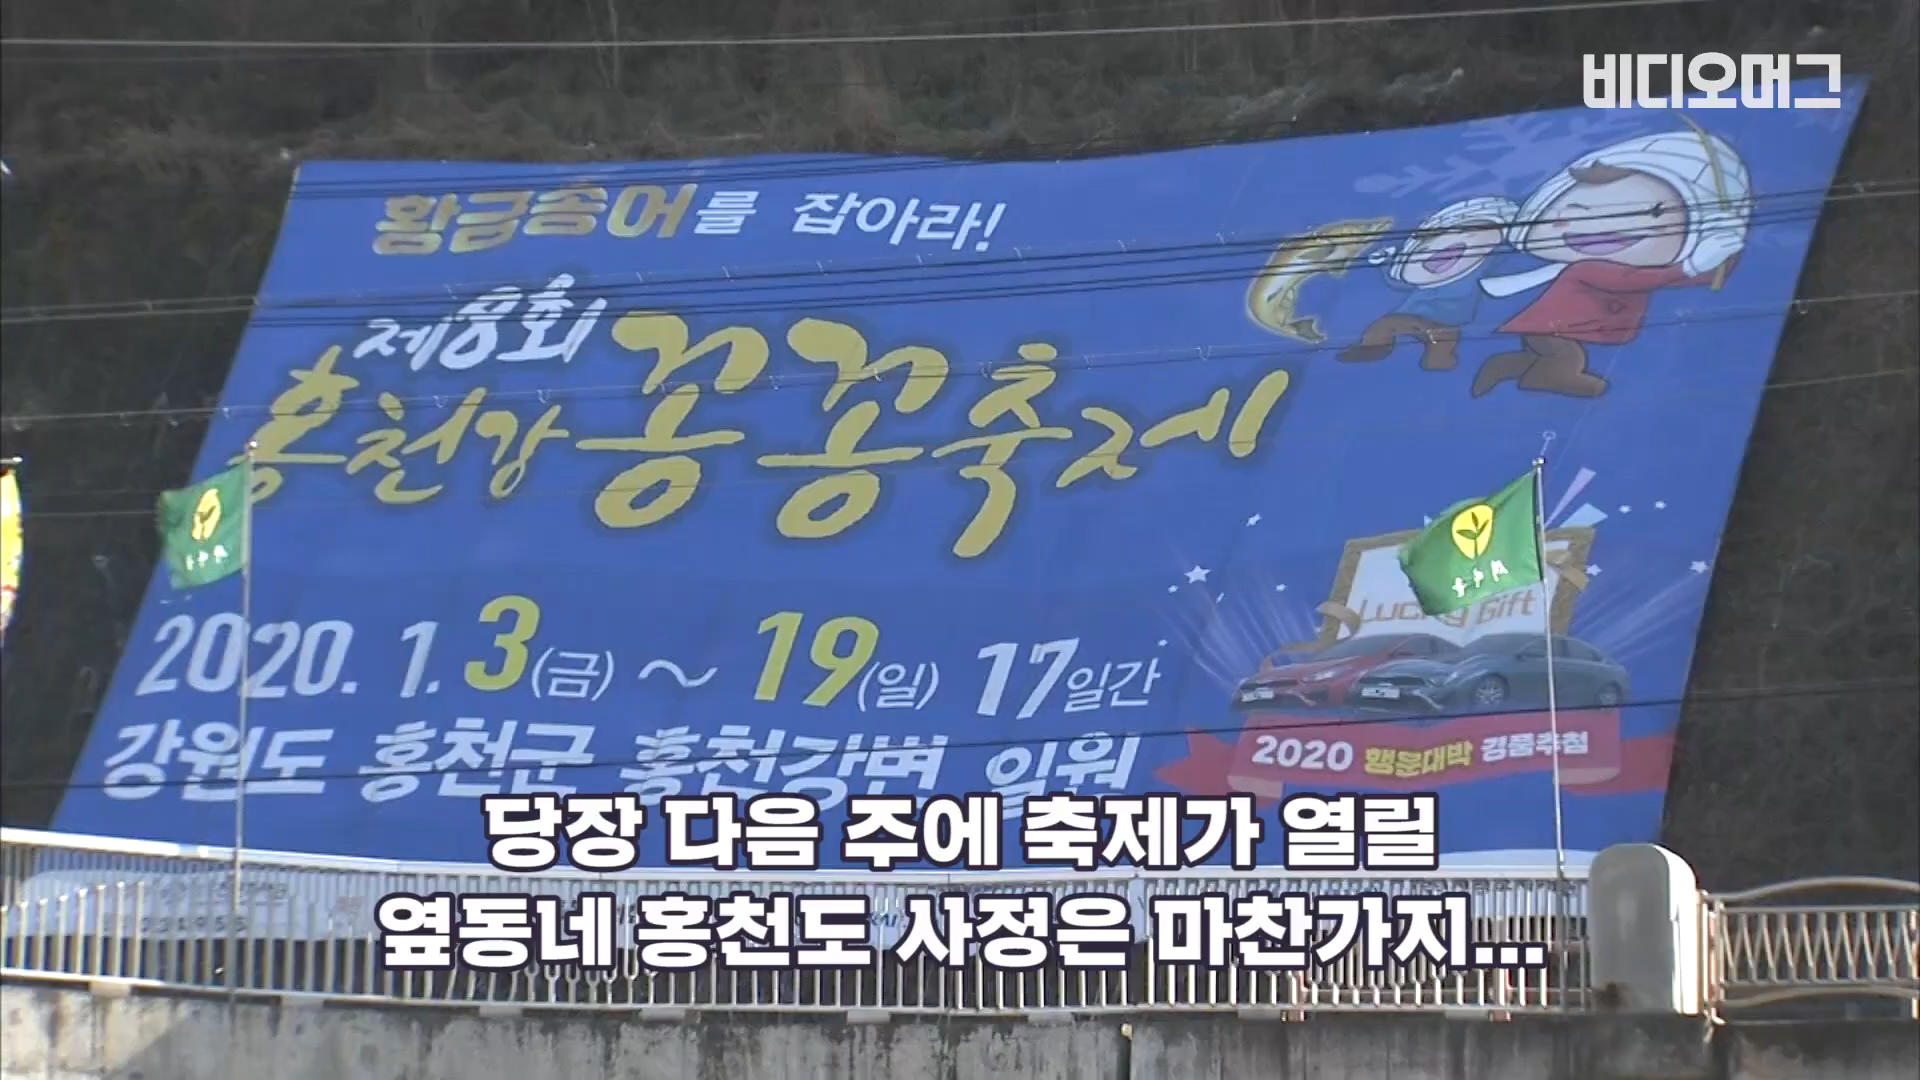 비디오머그
황금송어를 잡아라!
제8회
홍천강꽁꽁축제
2020. 1. 3(금) ~ 19(일) 17일간
강원도 홍천군 홍천강변 일원
Lucky Gift
2020 행운대박 경품추첨
당장 다음 주에 축제가 열릴
옆동네 홍천도 사정은 마찬가지...